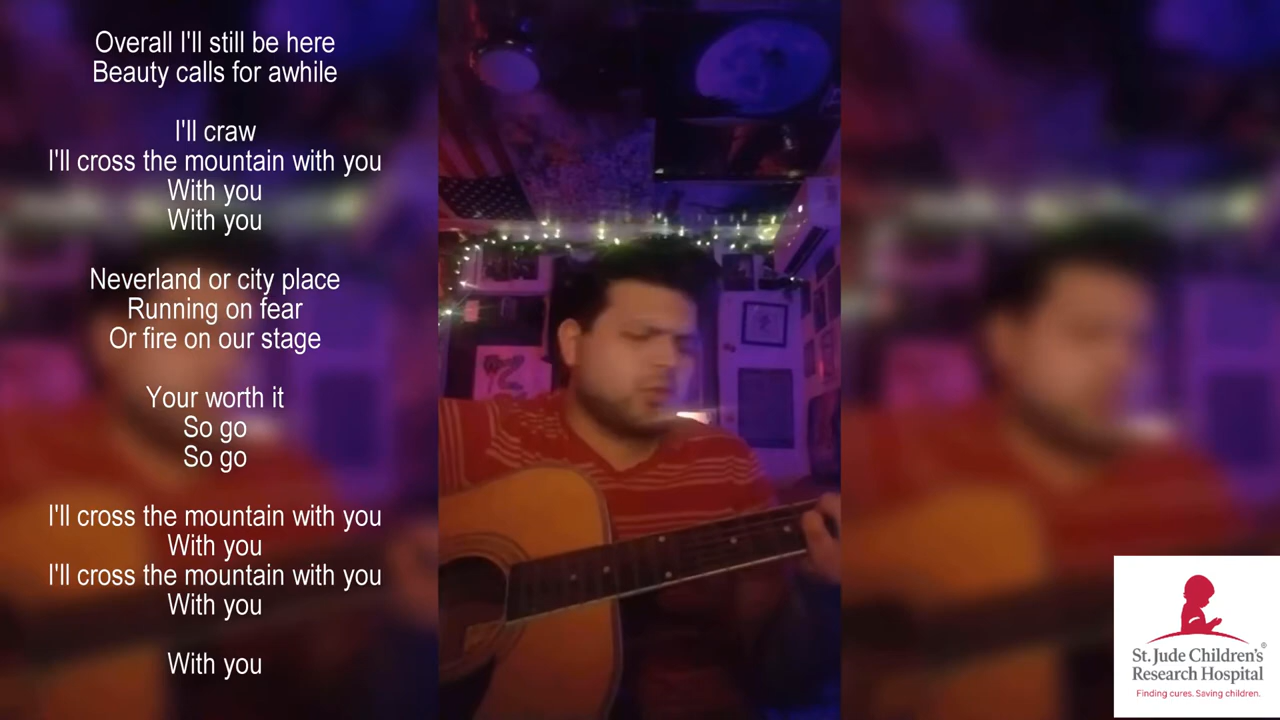 Overall I'll still be here
Beauty calls for awhile
I'll craw
I'll cross the mountain with you
With you
With you
Neverland or city place
Running on fear
Or fire on our stage
Your worth it
So go
So go
I'll cross the mountain with you
With you
I'll cross the mountain with you
With you
With you
St. Jude Children's®
Research Hospital
Finding cures. Saving children.